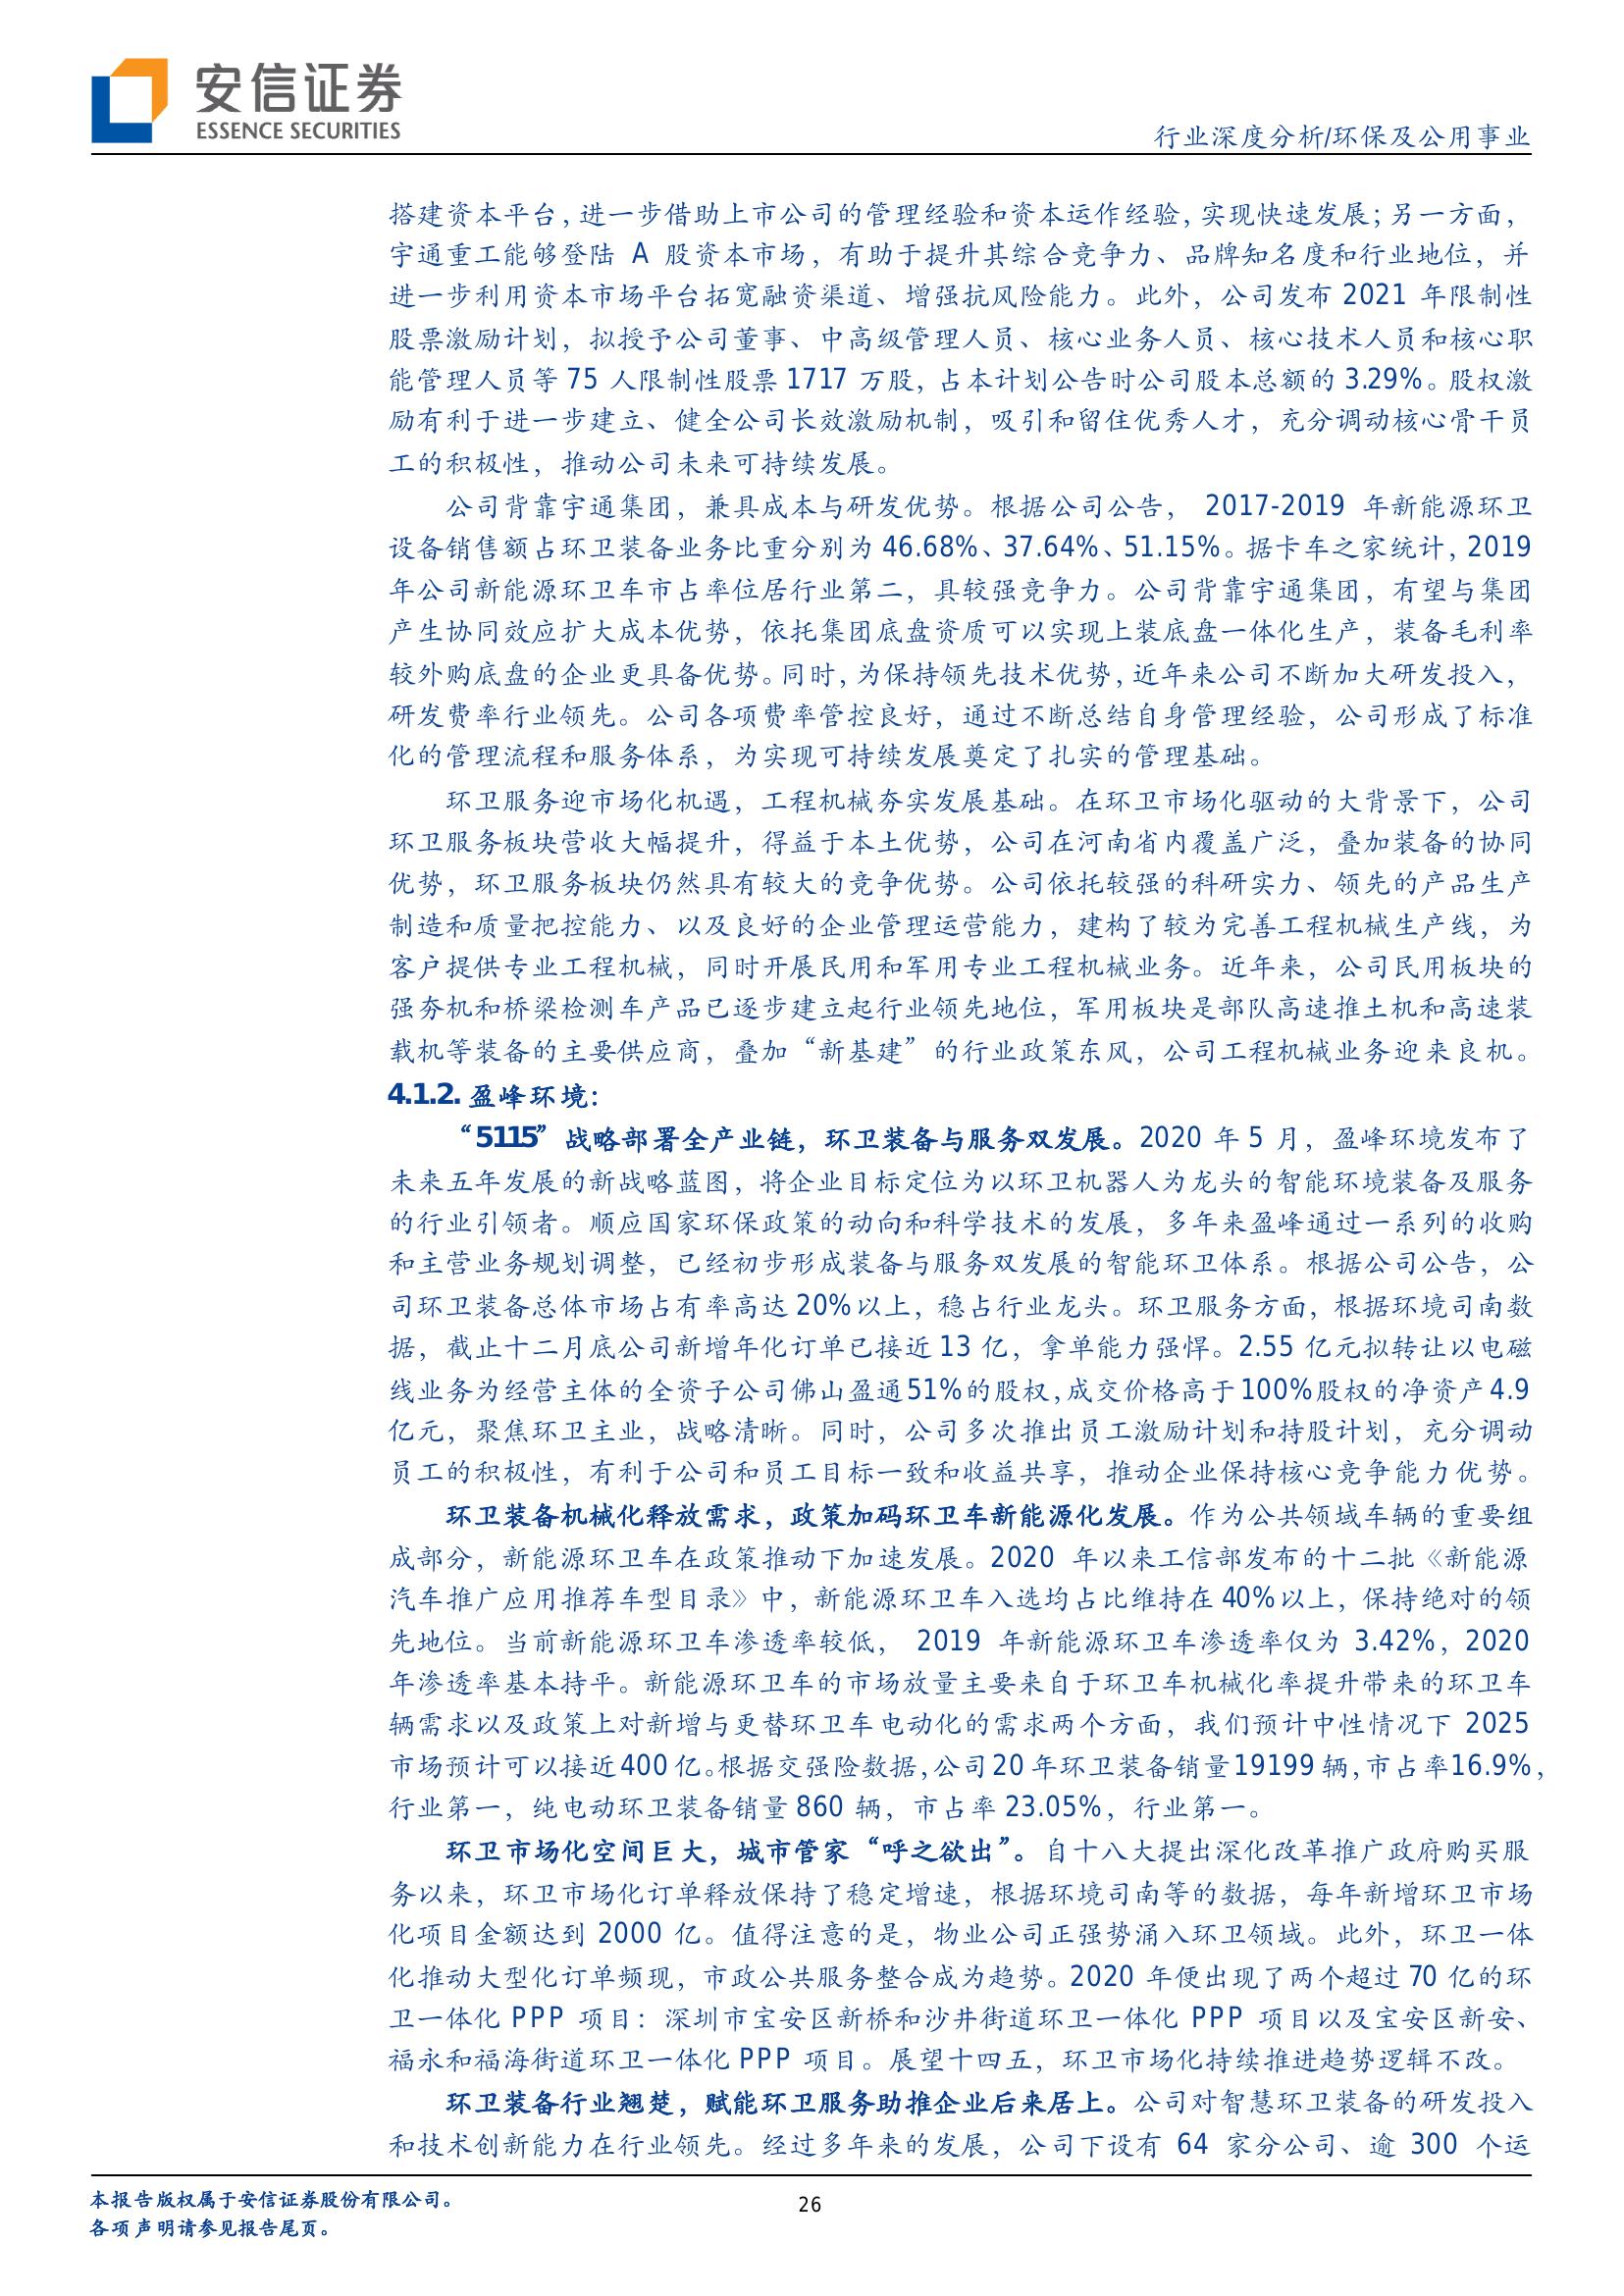 安信证券
ESSENCE SECURITIES
行业深度分析/环保及公用事业
搭建资本平台，进一步借助上市公司的管理经验和资本运作经验，实现快速发展；另一方面，
宇通重工能够登陆 A 股资本市场，有助于提升其综合竞争力、品牌知名度和行业地位，并
进一步利用资本市场平台拓宽融资渠道、增强抗风险能力。此外，公司发布 2021 年限制性
股票激励计划，拟授予公司董事、中高级管理人员、核心业务人员、核心技术人员和核心职
能管理人员等 75 人限制性股票 1717 万股，占本计划公告时公司股本总额的 3.29%。股权激
励有利于进一步建立、健全公司长效激励机制，吸引和留住优秀人才，充分调动核心骨干员
工的积极性，推动公司未来可持续发展。
公司背靠宇通集团，兼具成本与研发优势。根据公司公告， 2017-2019 年新能源环卫
设备销售额占环卫装备业务比重分别为 46.68%、37.64%、51.15%。据卡车之家统计，2019
年公司新能源环卫车市占率位居行业第二，具较强竞争力。公司背靠宇通集团，有望与集团
产生协同效应扩大成本优势，依托集团底盘资质可以实现上装底盘一体化生产，装备毛利率
较外购底盘的企业更具备优势。同时，为保持领先技术优势，近年来公司不断加大研发投入，
研发费率行业领先。公司各项费率管控良好，通过不断总结自身管理经验，公司形成了标准
化的管理流程和服务体系，为实现可持续发展奠定了扎实的管理基础。
环卫服务迎市场化机遇，工程机械夯实发展基础。在环卫市场化驱动的大背景下，公司
环卫服务板块营收大幅提升，得益于本土优势，公司在河南省内覆盖广泛，叠加装备的协同
优势，环卫服务板块仍然具有较大的竞争优势。公司依托较强的科研实力、领先的产品生产
制造和质量把控能力、以及良好的企业管理运营能力，建构了较为完善工程机械生产线，为
客户提供专业工程机械，同时开展民用和军用专业工程机械业务。近年来，公司民用板块的
强夯机和桥梁检测车产品已逐步建立起行业领先地位，军用板块是部队高速推土机和高速装
载机等装备的主要供应商，叠加“新基建”的行业政策东风，公司工程机械业务迎来良机。
4.1.2. 盈峰环境：
“5115”战略部署全产业链，环卫装备与服务双发展。2020 年 5 月，盈峰环境发布了
未来五年发展的新战略蓝图，将企业目标定位为以环卫机器人为龙头的智能环境装备及服务
的行业引领者。顺应国家环保政策的动向和科学技术的发展，多年来盈峰通过一系列的收购
和主营业务规划调整，已经初步形成装备与服务双发展的智能环卫体系。根据公司公告，公
司环卫装备总体市场占有率高达 20%以上，稳占行业龙头。环卫服务方面，根据环境司南数
据，截止十二月底公司新增年化订单已接近 13 亿，拿单能力强悍。2.55 亿元拟转让以电磁
线业务为经营主体的全资子公司佛山盈通51%的股权，成交价格高于100%股权的净资产 4.9
亿元，聚焦环卫主业，战略清晰。同时，公司多次推出员工激励计划和持股计划，充分调动
员工的积极性，有利于公司和员工目标一致和收益共享，推动企业保持核心竞争能力优势。
环卫装备机械化释放需求，政策加码环卫车新能源化发展。作为公共领域车辆的重要组
成部分，新能源环卫车在政策推动下加速发展。2020 年以来工信部发布的十二批《新能源
汽车推广应用推荐车型目录》中，新能源环卫车入选均占比维持在 40%以上，保持绝对的领
先地位。当前新能源环卫车渗透率较低， 2019 年新能源环卫车渗透率仅为 3.42%，2020
年渗透率基本持平。新能源环卫车的市场放量主要来自于环卫车机械化率提升带来的环卫车
辆需求以及政策上对新增与更替环卫车电动化的需求两个方面，我们预计中性情况下 2025
市场预计可以接近400 亿。根据交强险数据，公司20 年环卫装备销量19199 辆，市占率16.9%，
行业第一，纯电动环卫装备销量 860 辆，市占率 23.05%，行业第一。
环卫市场化空间巨大，城市管家“呼之欲出”。自十八大提出深化改革推广政府购买服
务以来，环卫市场化订单释放保持了稳定增速，根据环境司南等的数据，每年新增环卫市场
化项目金额达到 2000 亿。值得注意的是，物业公司正强势涌入环卫领域。此外，环卫一体
化推动大型化订单频现，市政公共服务整合成为趋势。2020 年便出现了两个超过 70 亿的环
卫一体化 PPP 项目：深圳市宝安区新桥和沙井街道环卫一体化 PPP 项目以及宝安区新安、
福永和福海街道环卫一体化 PPP 项目。展望十四五，环卫市场化持续推进趋势逻辑不改。
环卫装备行业翘楚，赋能环卫服务助推企业后来居上。公司对智慧环卫装备的研发投入
和技术创新能力在行业领先。经过多年来的发展，公司下设有 64 家分公司、逾 300 个运
本报告版权属于安信证券股份有限公司。
26
各项声明请参见报告尾页。